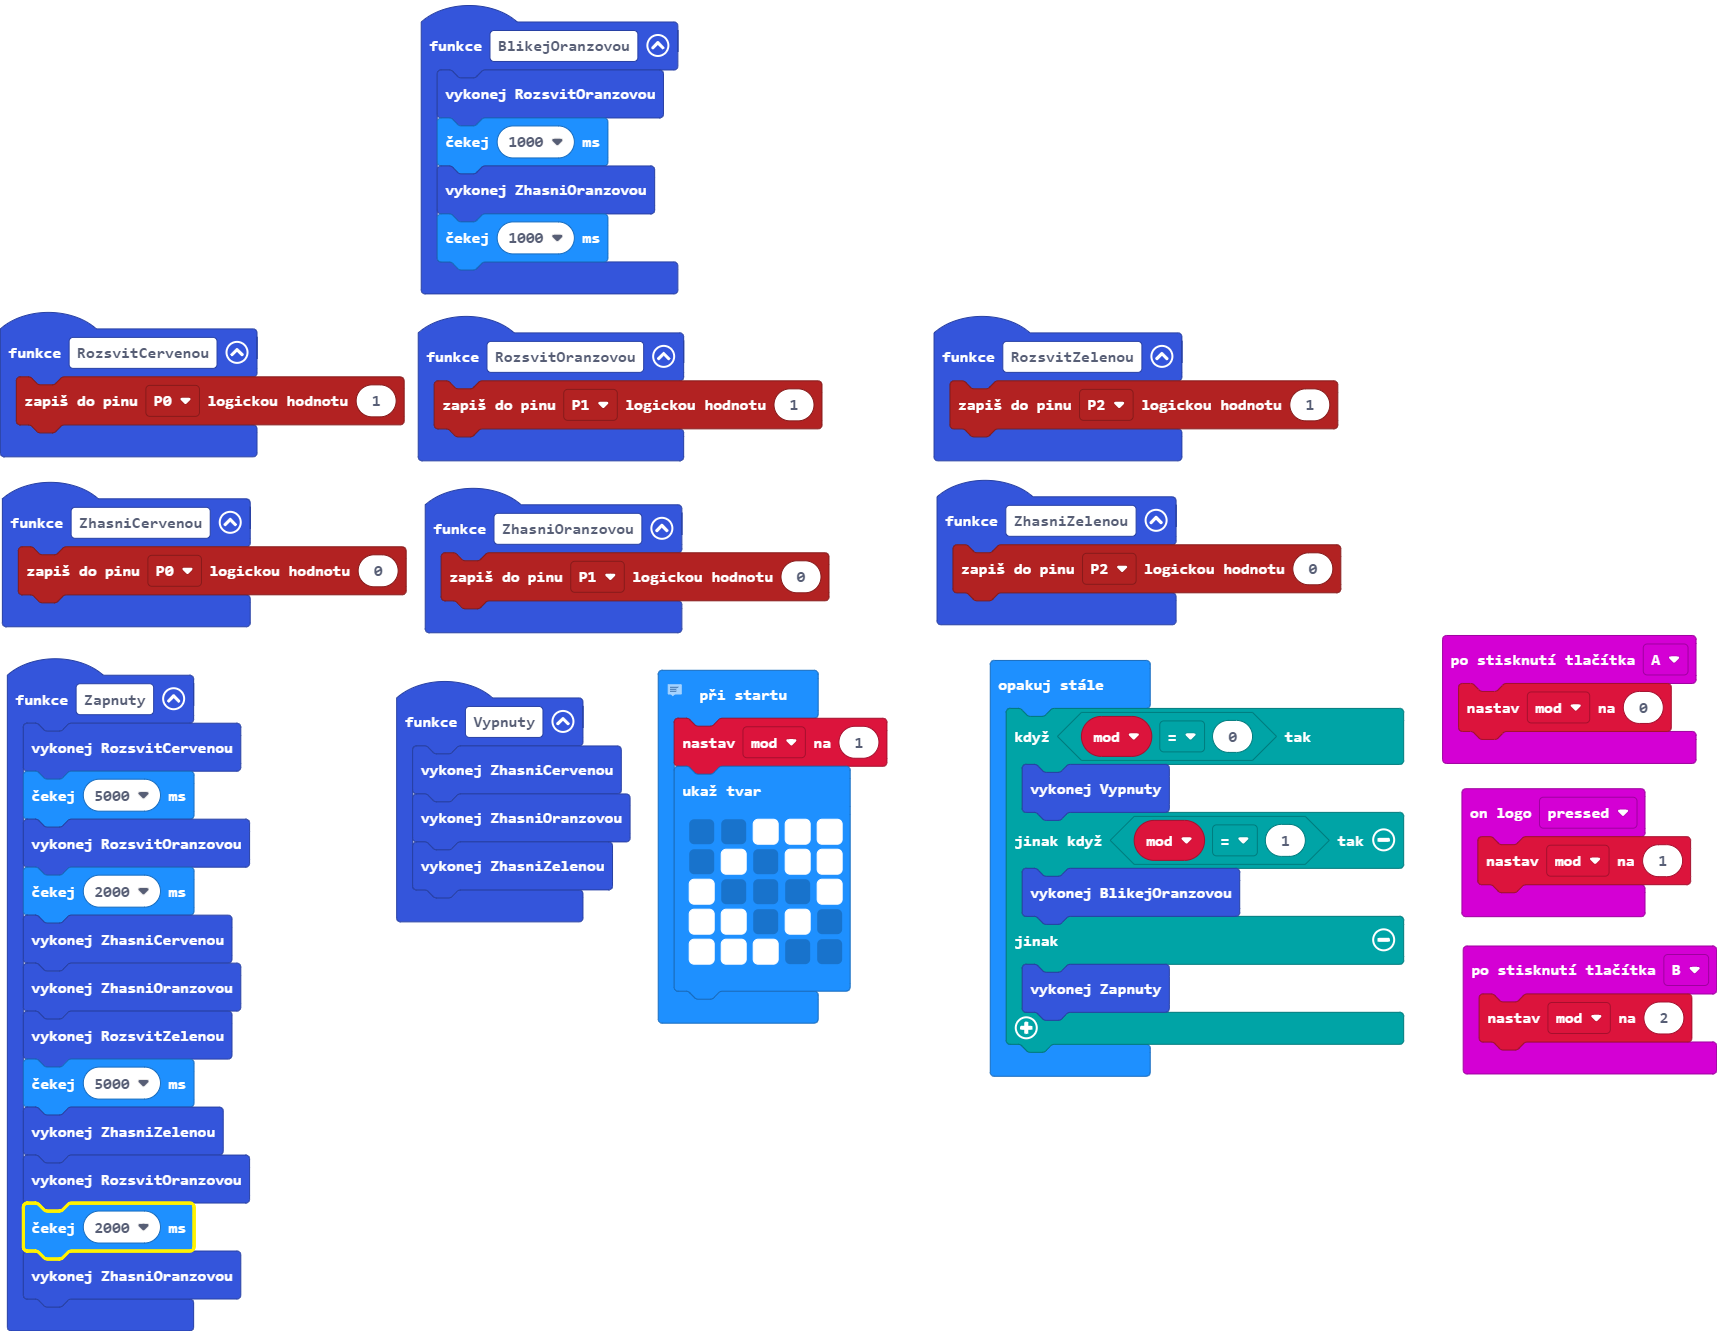 funkce BlikejOranzovou
vykonej RozsvitOranzovou
čekej 1000 ms
vykonej ZhasniOranzovou
čekej 1000 ms
funkce RozsvitCervenou
zapiš do pinu P0 logickou hodnotu 1
funkce RozsvitOranzovou
zapiš do pinu P1 logickou hodnotu 1
funkce RozsvitZelenou
zapiš do pinu P2 logickou hodnotu 1
funkce ZhasniCervenou
zapiš do pinu P0 logickou hodnotu 0
funkce ZhasniOranzovou
zapiš do pinu P1 logickou hodnotu 0
funkce ZhasniZelenou
zapiš do pinu P2 logickou hodnotu 0
funkce Zapnuty
vykonej RozsvitCervenou
čekej 5000 ms
vykonej RozsvitOranzovou
čekej 2000 ms
vykonej ZhasniCervenou
vykonej ZhasniOranzovou
vykonej RozsvitZelenou
čekej 5000 ms
vykonej ZhasniZelenou
vykonej RozsvitOranzovou
čekej 2000 ms
vykonej ZhasniOranzovou
funkce Vypnuty
vykonej ZhasniCervenou
vykonej ZhasniOranzovou
vykonej ZhasniZelenou
při startu
nastav mod na 1
ukaž tvar
opakuj stále
když mod = 0 tak
vykonej Vypnuty
jinak když mod = 1 tak
vykonej BlikejOranzovou
jinak
vykonej Zapnuty
po stisknutí tlačítka A
nastav mod na 0
on logo pressed
nastav mod na 1
po stisknutí tlačítka B
nastav mod na 2